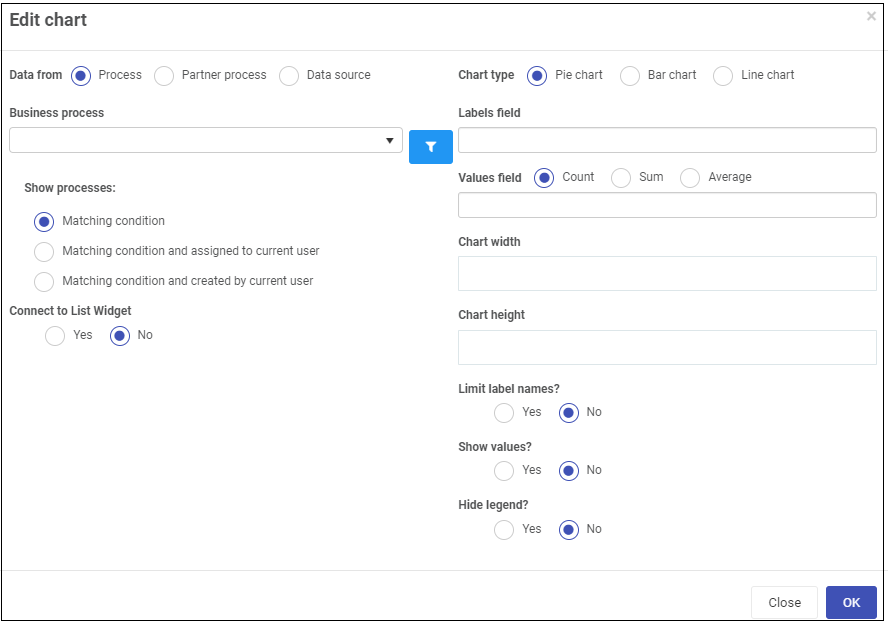 Edit chart
×
Data from Process Partner process Data source
Business process
Show processes:
Matching condition
Matching condition and assigned to current user
Matching condition and created by current user
Connect to List Widget
Yes No
Chart type Pie chart Bar chart Line chart
Labels field
Values field Count Sum Average
Chart width
Chart height
Limit label names?
Yes No
Show values?
Yes No
Hide legend?
Yes No
Close OK